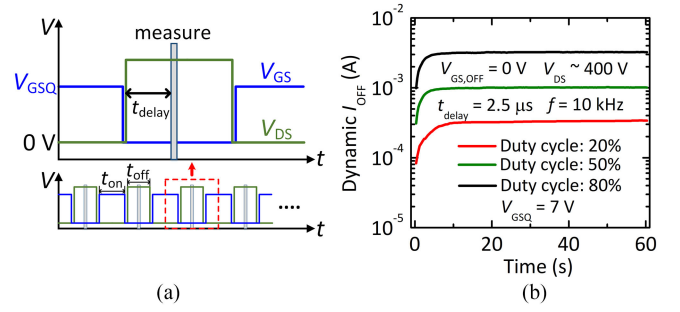 V
measure
V_GSQ
V_GS
t_delay
0 V
V_DS
t
V
t_on
t_off
....
t
(a)
Dynamic I_OFF (A)
10^-2
10^-3
10^-4
10^-5
V_GS,OFF = 0 V V_DS ~ 400 V
t_delay = 2.5 µs f = 10 kHz
Duty cycle: 20%
Duty cycle: 50%
Duty cycle: 80%
V_GSQ = 7 V
0 20 40 60
Time (s)
(b)